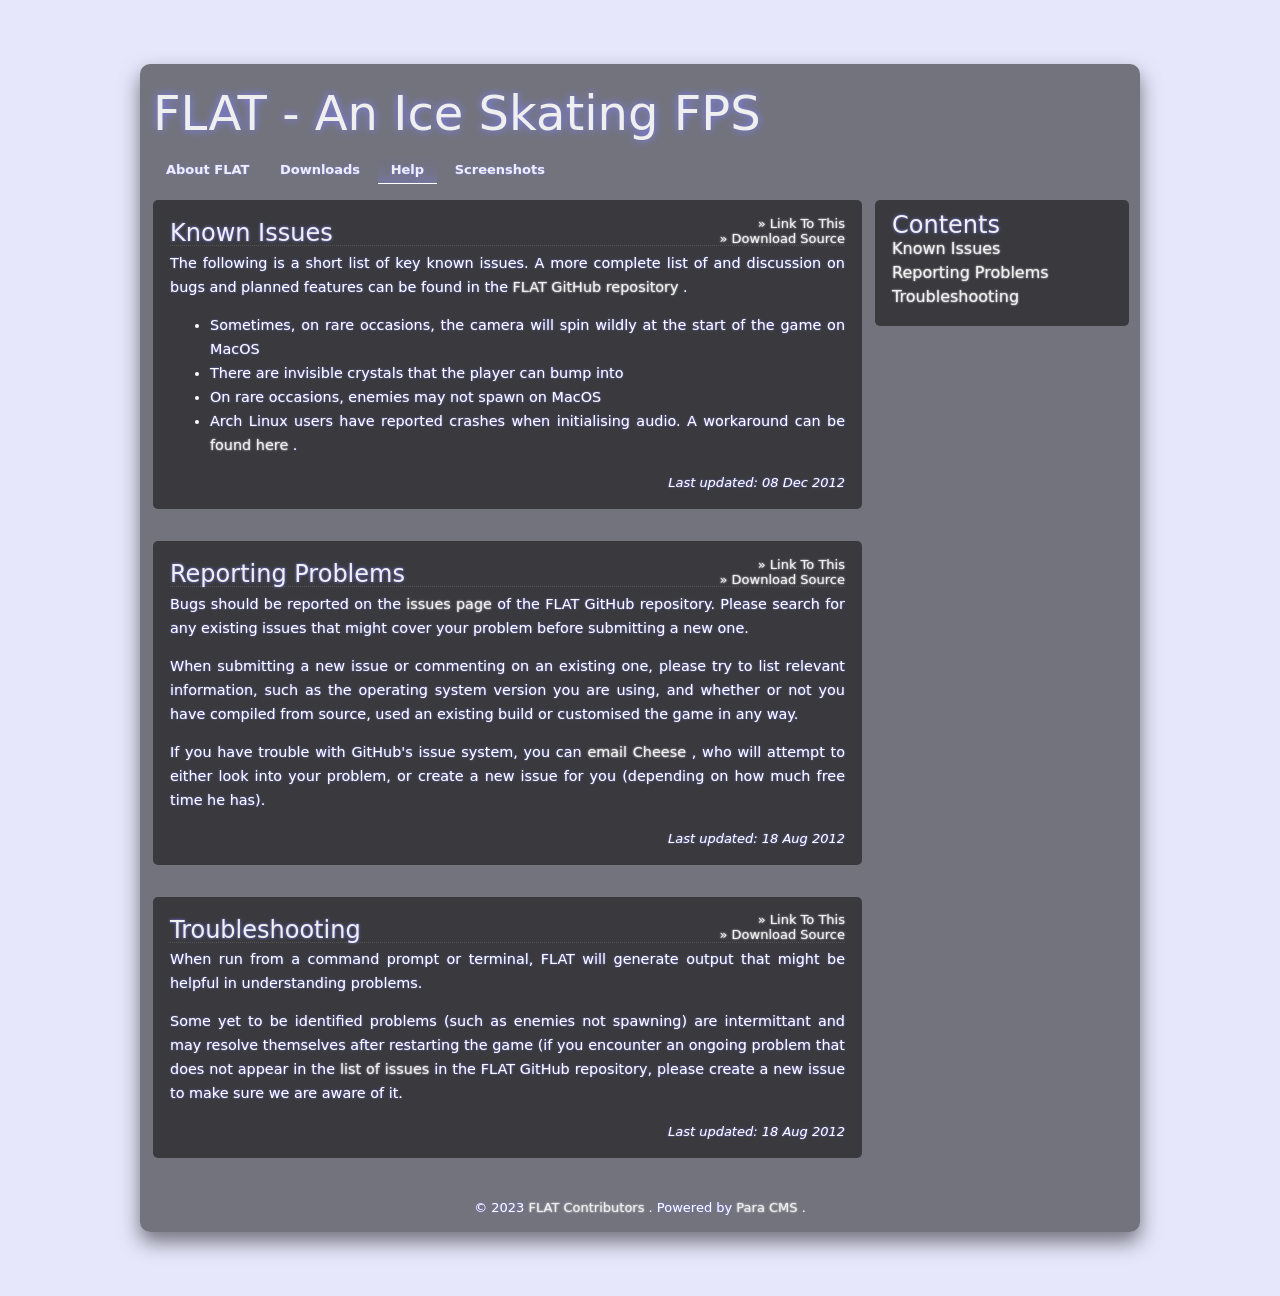 FLAT - An Ice Skating FPS
About FLAT Downloads Help Screenshots
Known Issues
» Link To This
» Download Source
The following is a short list of key known issues. A more complete list of and discussion on
bugs and planned features can be found in the FLAT GitHub repository .
• Sometimes, on rare occasions, the camera will spin wildly at the start of the game on
MacOS
• There are invisible crystals that the player can bump into
• On rare occasions, enemies may not spawn on MacOS
• Arch Linux users have reported crashes when initialising audio. A workaround can be
found here .
Last updated: 08 Dec 2012
Reporting Problems
» Link To This
» Download Source
Bugs should be reported on the issues page of the FLAT GitHub repository. Please search for
any existing issues that might cover your problem before submitting a new one.
When submitting a new issue or commenting on an existing one, please try to list relevant
information, such as the operating system version you are using, and whether or not you
have compiled from source, used an existing build or customised the game in any way.
If you have trouble with GitHub's issue system, you can email Cheese , who will attempt to
either look into your problem, or create a new issue for you (depending on how much free
time he has).
Last updated: 18 Aug 2012
Troubleshooting
» Link To This
» Download Source
When run from a command prompt or terminal, FLAT will generate output that might be
helpful in understanding problems.
Some yet to be identified problems (such as enemies not spawning) are intermittant and
may resolve themselves after restarting the game (if you encounter an ongoing problem that
does not appear in the list of issues in the FLAT GitHub repository, please create a new issue
to make sure we are aware of it.
Last updated: 18 Aug 2012
Contents
Known Issues
Reporting Problems
Troubleshooting
© 2023 FLAT Contributors . Powered by Para CMS .